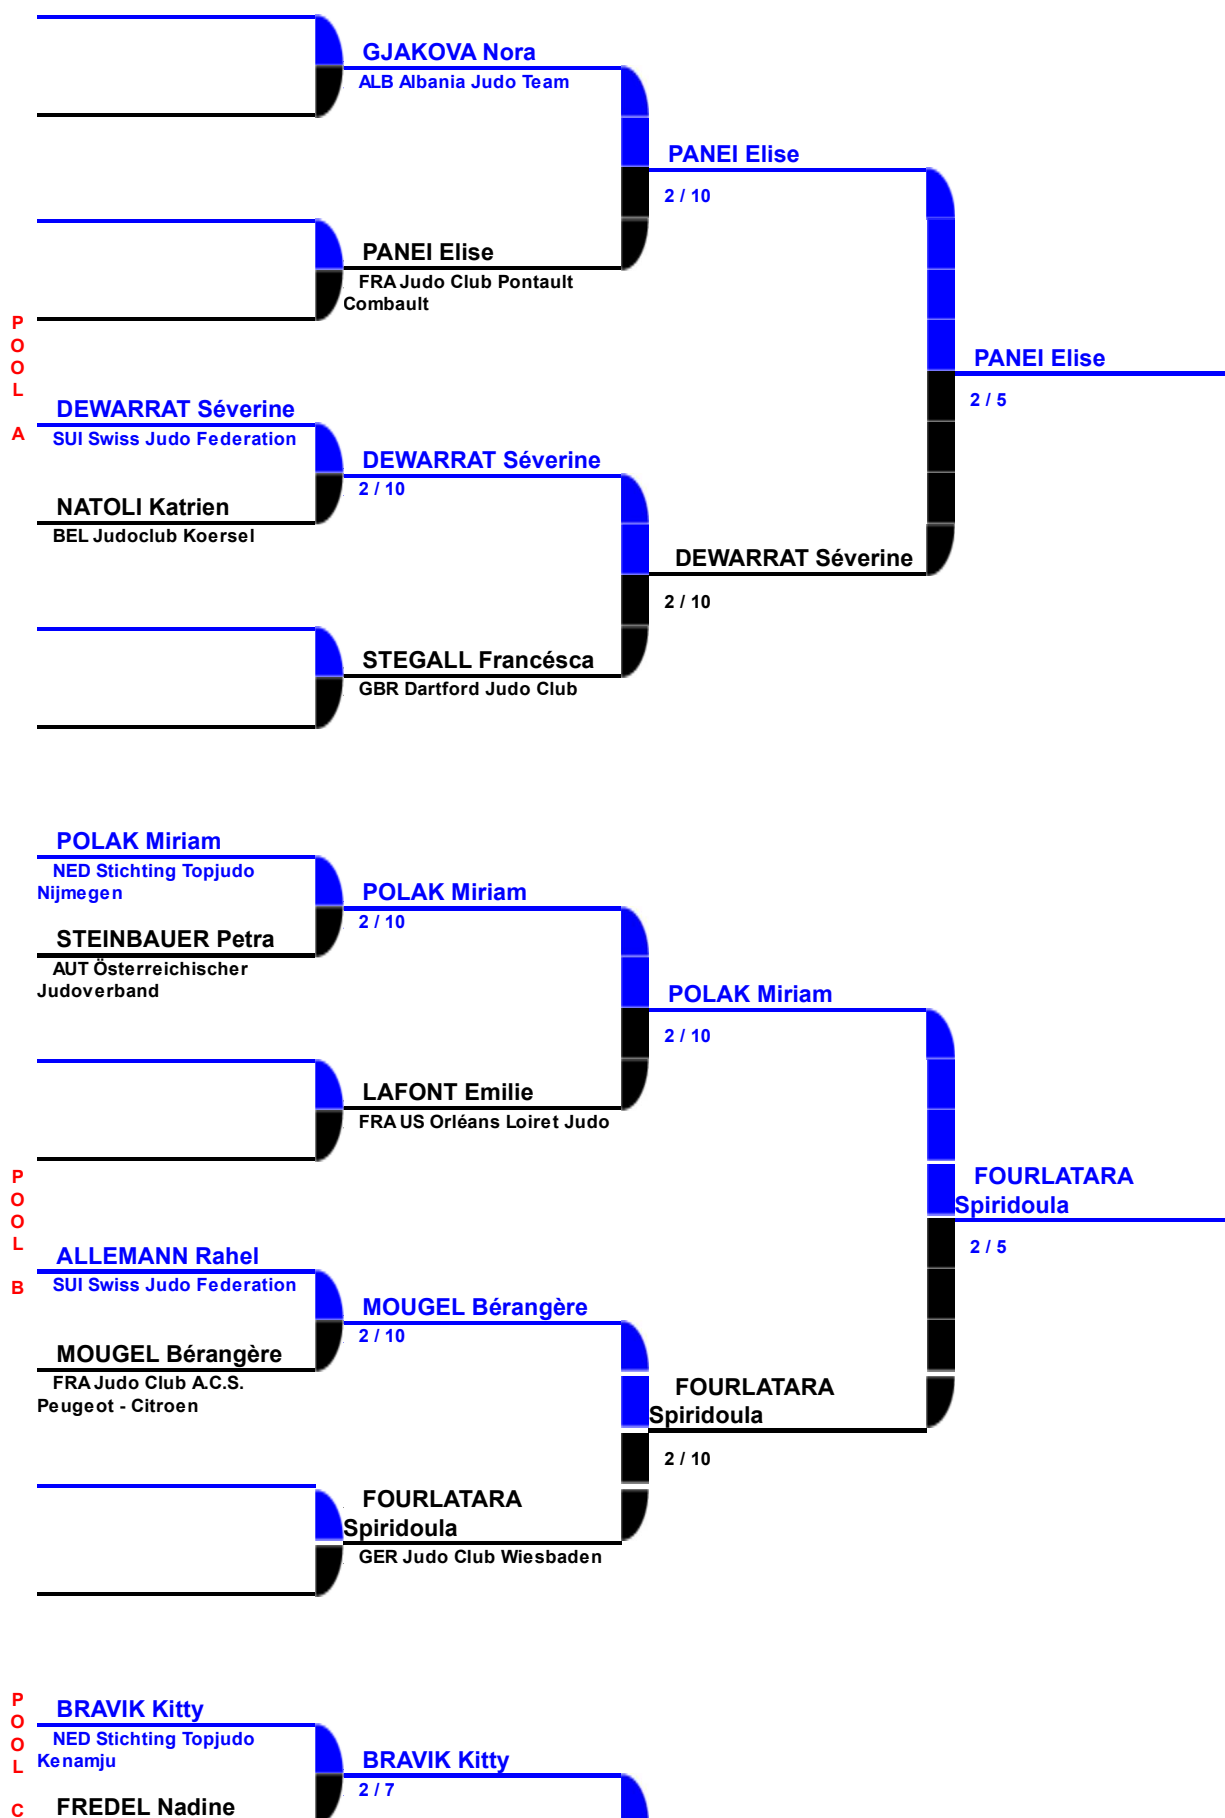 GJAKOVA Nora
ALB Albania Judo Team
PANEI Elise
2 / 10
PANEI Elise
FRA Judo Club Pontault
Combault
POOL A
PANEI Elise
2 / 5
DEWARRAT Séverine
SUI Swiss Judo Federation
DEWARRAT Séverine
2 / 10
NATOLI Katrien
BEL Judoclub Koersel
DEWARRAT Séverine
2 / 10
STEGALL Francésca
GBR Dartford Judo Club
POLAK Miriam
NED Stichting Topjudo
Nijmegen
POLAK Miriam
2 / 10
STEINBAUER Petra
AUT Österreichischer
Judoverband
POLAK Miriam
2 / 10
LAFONT Emilie
FRA US Orléans Loiret Judo
POOL B
FOURLATARA
Spiridoula
2 / 5
ALLEMANN Rahel
SUI Swiss Judo Federation
MOUGEL Bérangère
2 / 10
MOUGEL Bérangère
FRA Judo Club A.C.S.
Peugeot - Citroen
FOURLATARA
Spiridoula
2 / 10
FOURLATARA
Spiridoula
GER Judo Club Wiesbaden
POOL C
BRAVIK Kitty
NED Stichting Topjudo
Kenamju
BRAVIK Kitty
2 / 7
FREDEL Nadine